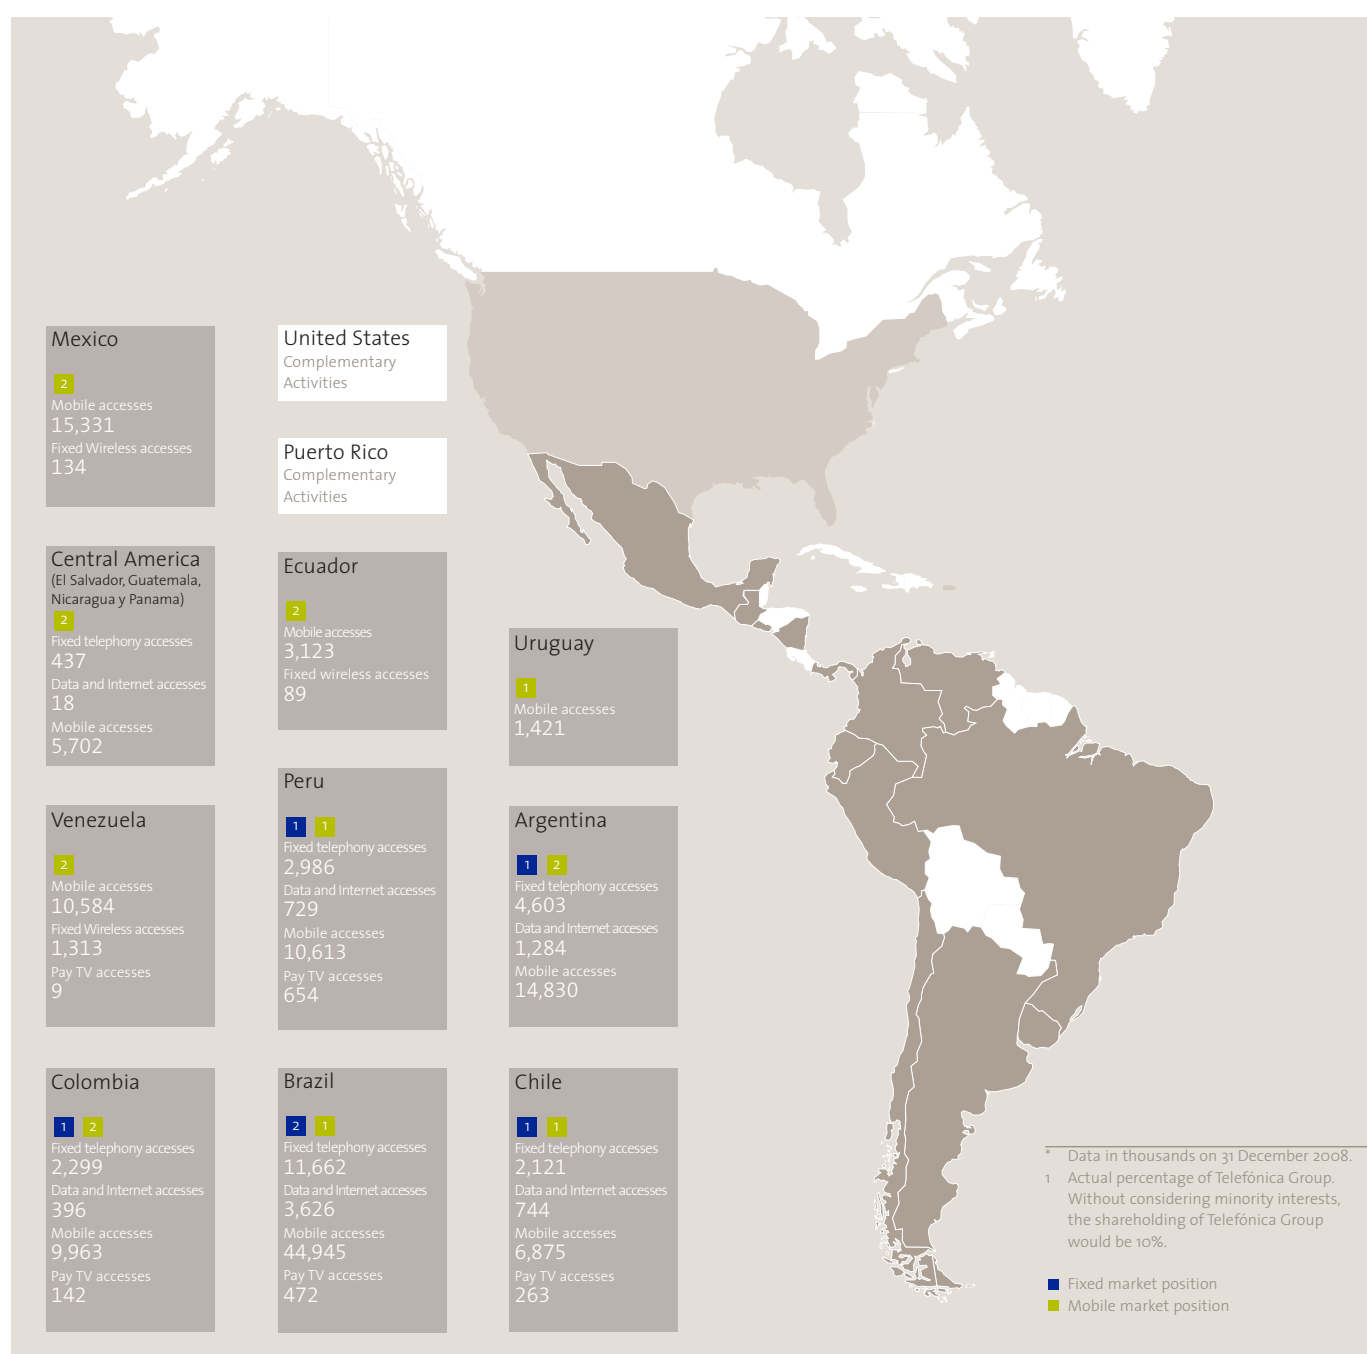 Mexico
2
Mobile accesses
15,331
Fixed Wireless accesses
134
Central America
(El Salvador, Guatemala,
Nicaragua y Panama)
2
Fixed telephony accesses
437
Data and Internet accesses
18
Mobile accesses
5,702
Venezuela
2
Mobile accesses
10,584
Fixed Wireless accesses
1,313
Pay TV accesses
9
Colombia
1 2
Fixed telephony accesses
2,299
Data and Internet accesses
396
Mobile accesses
9,963
Pay TV accesses
142
United States
Complementary
Activities
Puerto Rico
Complementary
Activities
Ecuador
2
Mobile accesses
3,123
Fixed wireless accesses
89
Peru
1 1
Fixed telephony accesses
2,986
Data and Internet accesses
729
Mobile accesses
10,613
Pay TV accesses
654
Brazil
2 1
Fixed telephony accesses
11,662
Data and Internet accesses
3,626
Mobile accesses
44,945
Pay TV accesses
472
Uruguay
1
Mobile accesses
1,421
Argentina
1 2
Fixed telephony accesses
4,603
Data and Internet accesses
1,284
Mobile accesses
14,830
Chile
1 1
Fixed telephony accesses
2,121
Data and Internet accesses
744
Mobile accesses
6,875
Pay TV accesses
263
* Data in thousands on 31 December 2008.
1 Actual percentage of Telefónica Group.
Without considering minority interests,
the shareholding of Telefónica Group
would be 10%.
Fixed market position
Mobile market position